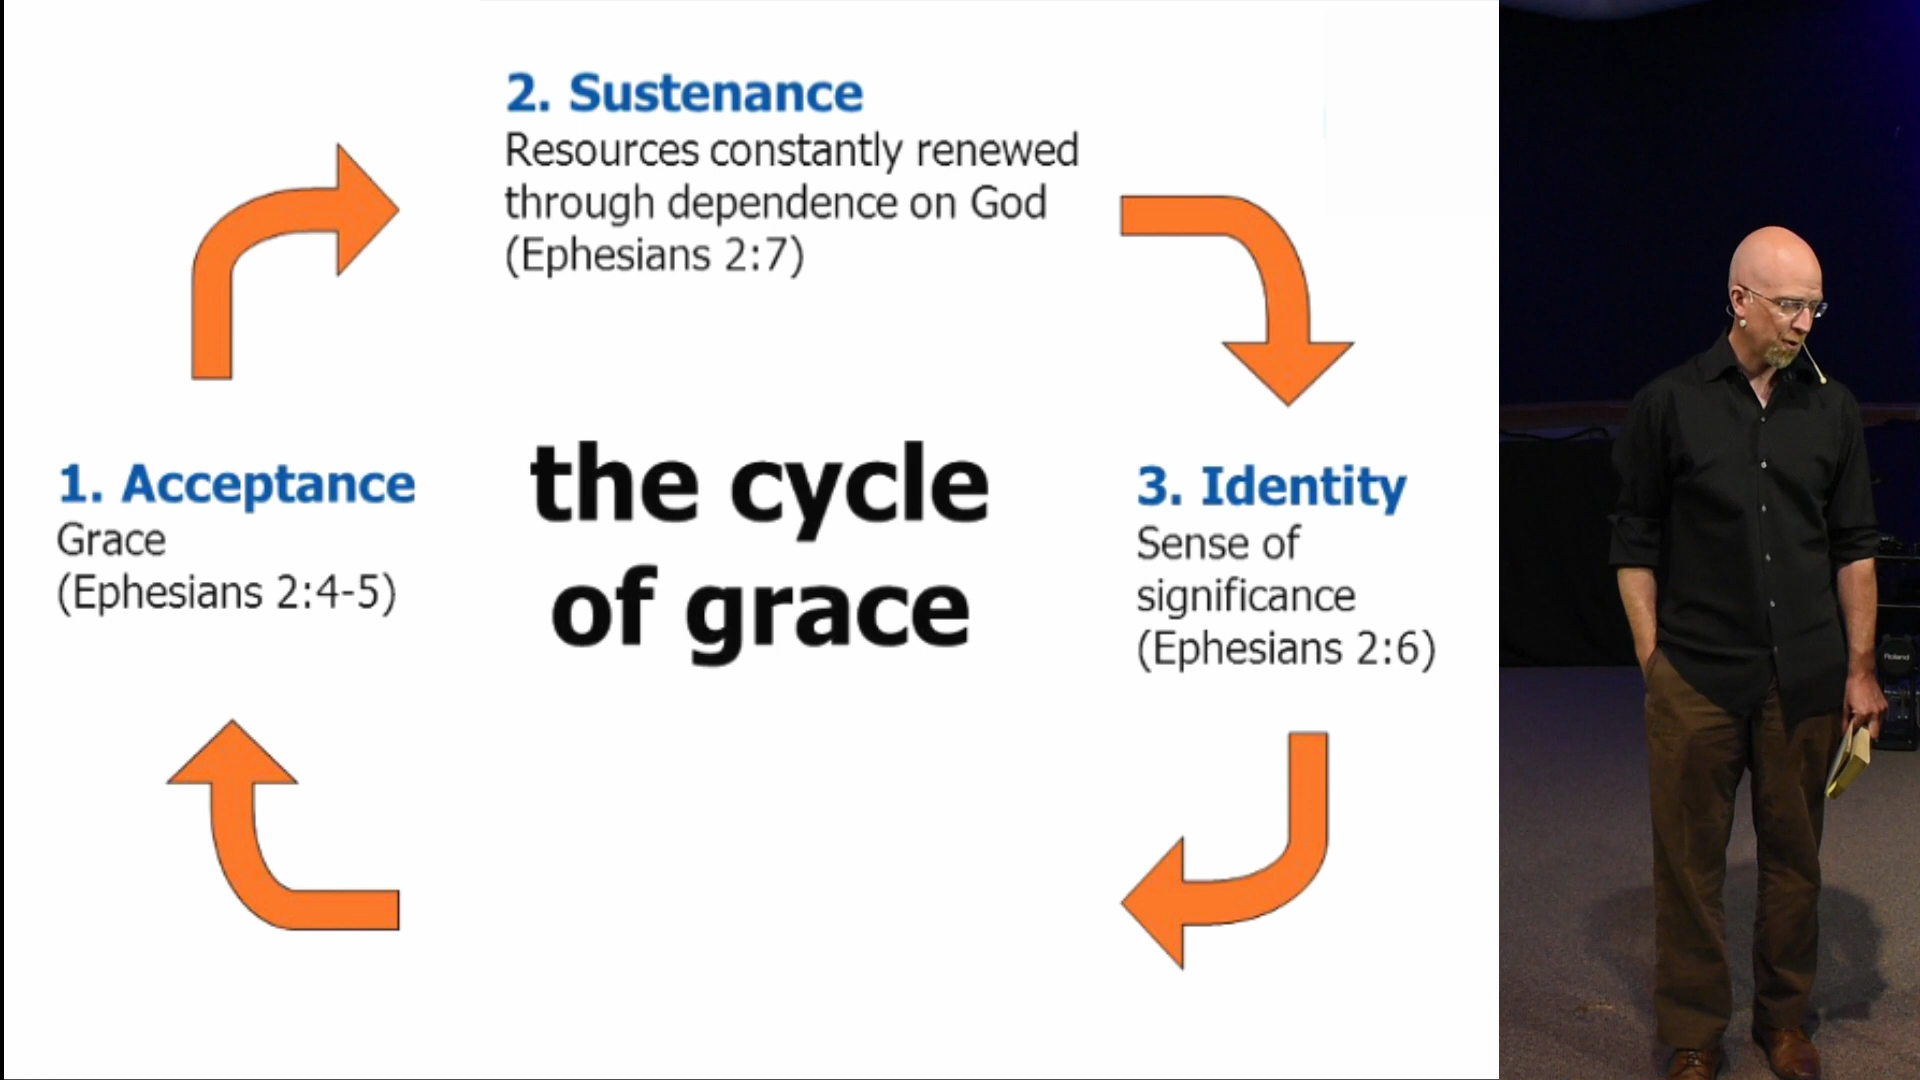 2. Sustenance
Resources constantly renewed
through dependence on God
(Ephesians 2:7)
1. Acceptance
Grace
(Ephesians 2:4-5)
the cycle
of grace
3. Identity
Sense of
significance
(Ephesians 2:6)
Roland